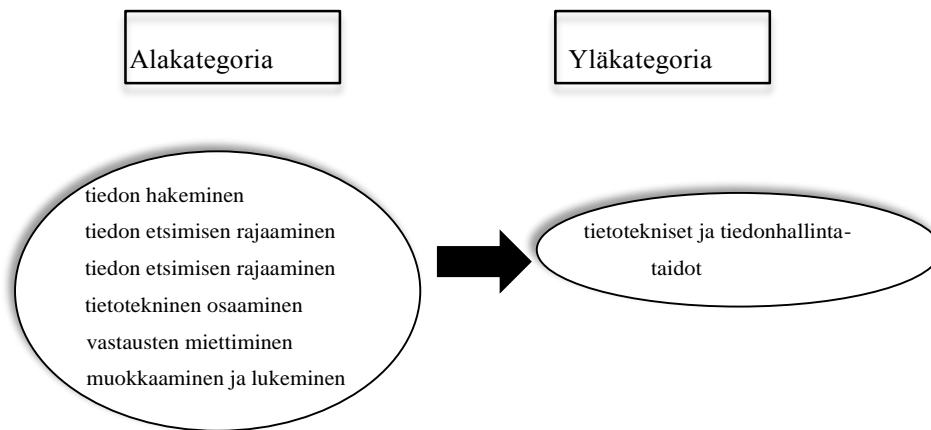 Alakategoria
Yläkategoria
tiedon hakeminen
tiedon etsimisen rajaaminen
tiedon etsimisen rajaaminen
tietotekninen osaaminen
vastausten miettiminen
muokkaaminen ja lukeminen
tietotekniset ja tiedonhallinta-
taidot